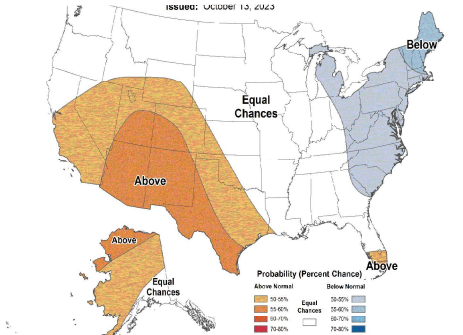 Issued: October 13, 2023
Below
Equal
Chances
Above
Above
Equal
Chances
Above
Probability (Percent Chance)
Above Normal
Below Normal
50-55%
55-60%
60-70%
70-80%
Equal
Chances
50-55%
55-60%
60-70%
70-80%